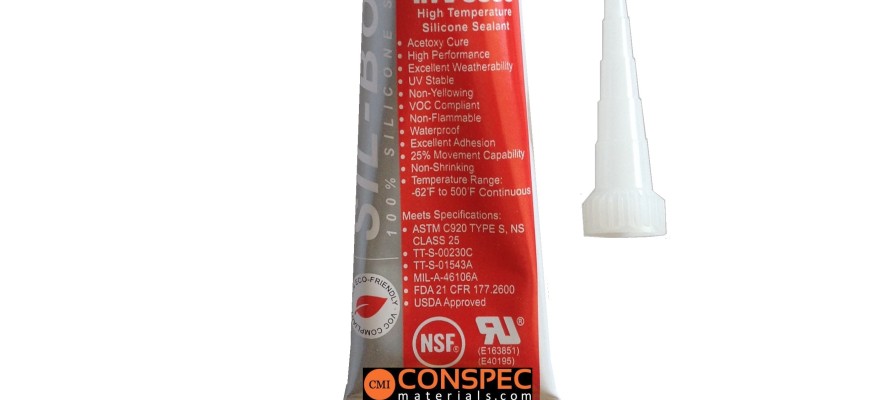 High Temperature
Silicone Sealant
• Acetoxy Cure
• High Performance
• Excellent Weatherability
• UV Stable
• Non-Yellowing
• VOC Compliant
• Non-Flammable
• Waterproof
• Excellent Adhesion
• 25% Movement Capability
• Non-Shrinking
• Temperature Range:
-62°F to 500°F Continuous
Meets Specifications:
• ASTM C920 TYPE S, NS
CLASS 25
• TT-S-00230C
• TT-S-01543A
• MIL-A-46106A
• FDA 21 CFR 177.2600
• USDA Approved
100% SILICONE
ECO-FRIENDLY · VOC COMPLIANT
NSF®
RU®
(E163851)
(E40195)
CMI CONSPEC
materials.com